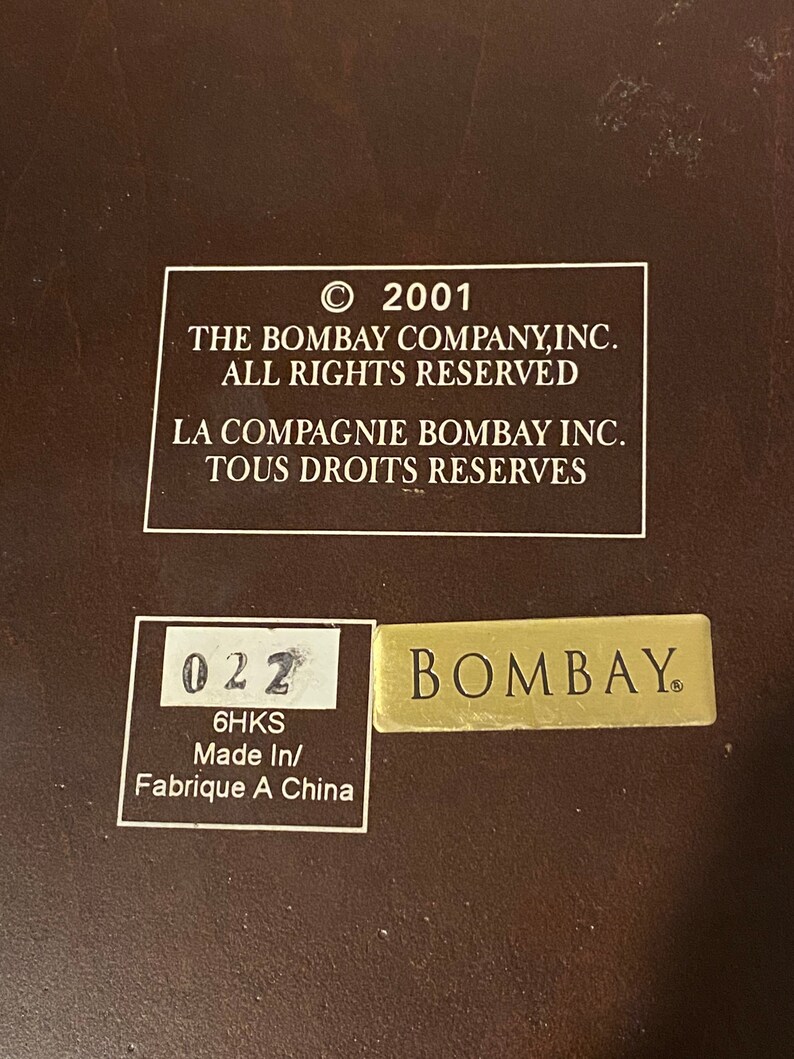 © 2001
THE BOMBAY COMPANY,INC.
ALL RIGHTS RESERVED
LA COMPAGNIE BOMBAY INC.
TOUS DROITS RESERVES
022
6HKS
Made In/
Fabrique A China
BOMBAY®